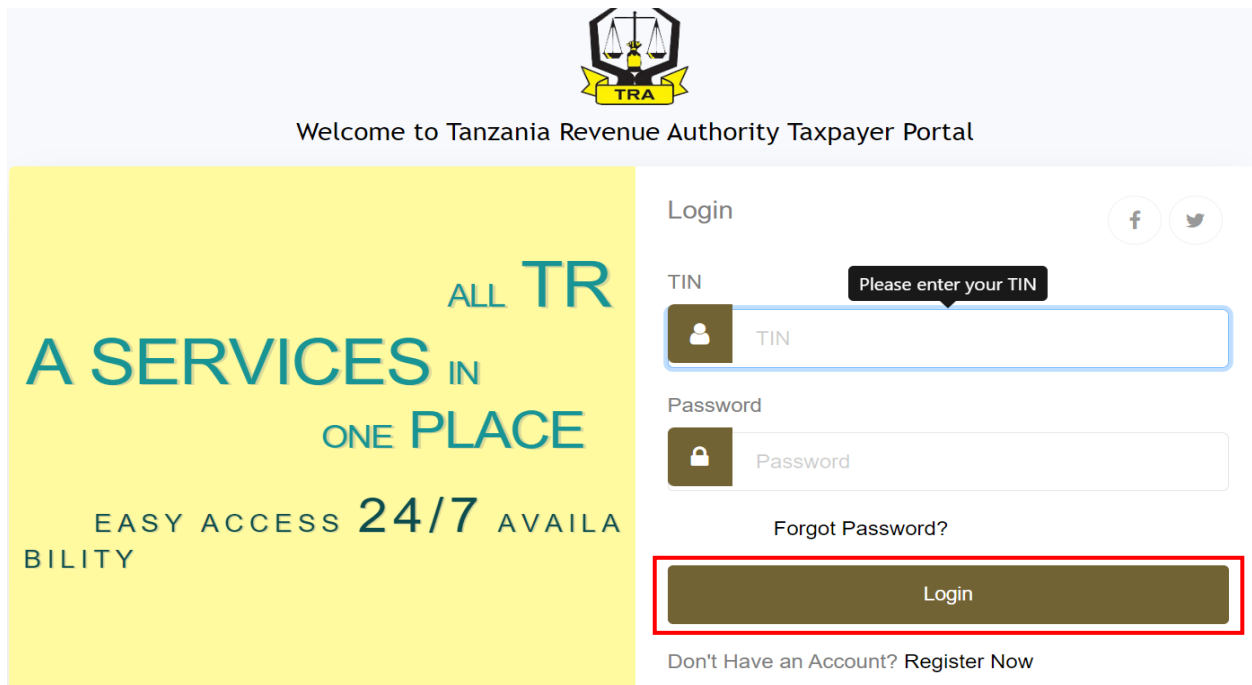 TRA
Welcome to Tanzania Revenue Authority Taxpayer Portal
ALL TR
A SERVICES IN
ONE PLACE
EASY ACCESS 24/7 AVAILA
BILITY
Login
TIN
Please enter your TIN
TIN
Password
Password
Forgot Password?
Login
Don't Have an Account? Register Now